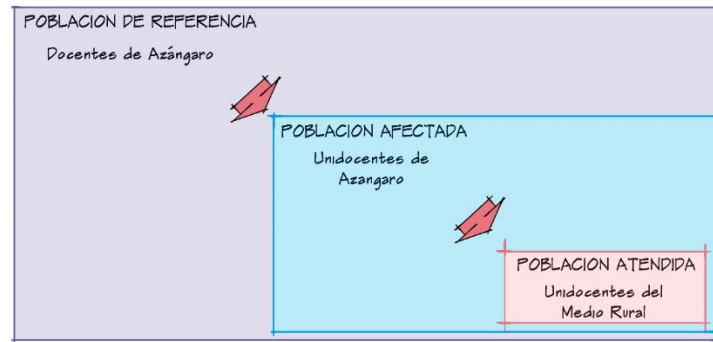 POBLACION DE REFERENCIA
Docentes de Azángaro
POBLACION AFECTADA
Unidocentes de
Azangaro
POBLACION ATENDIDA
Unidocentes del
Medio Rural